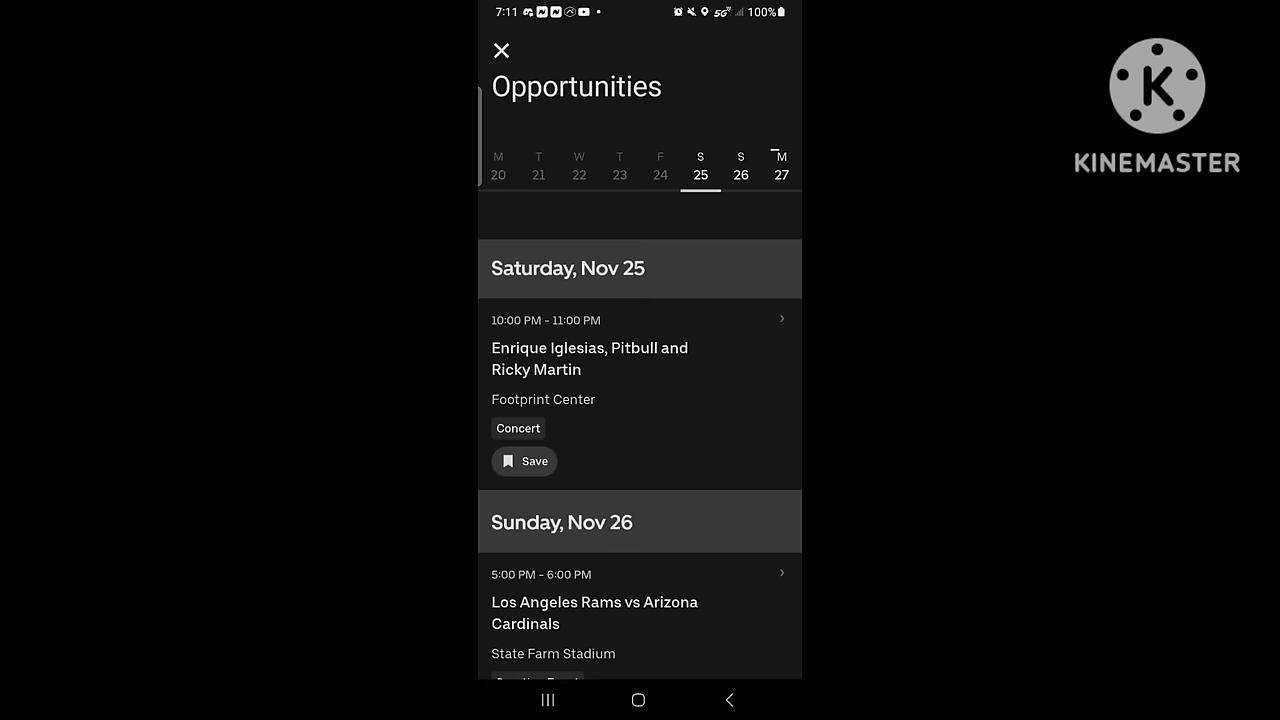 7:11
5G
100%
Opportunities
M T W T F S S M
20 21 22 23 24 25 26 27
Saturday, Nov 25
10:00 PM - 11:00 PM
Enrique Iglesias, Pitbull and
Ricky Martin
Footprint Center
Concert
Save
Sunday, Nov 26
5:00 PM - 6:00 PM
Los Angeles Rams vs Arizona
Cardinals
State Farm Stadium
K
KINEMASTER